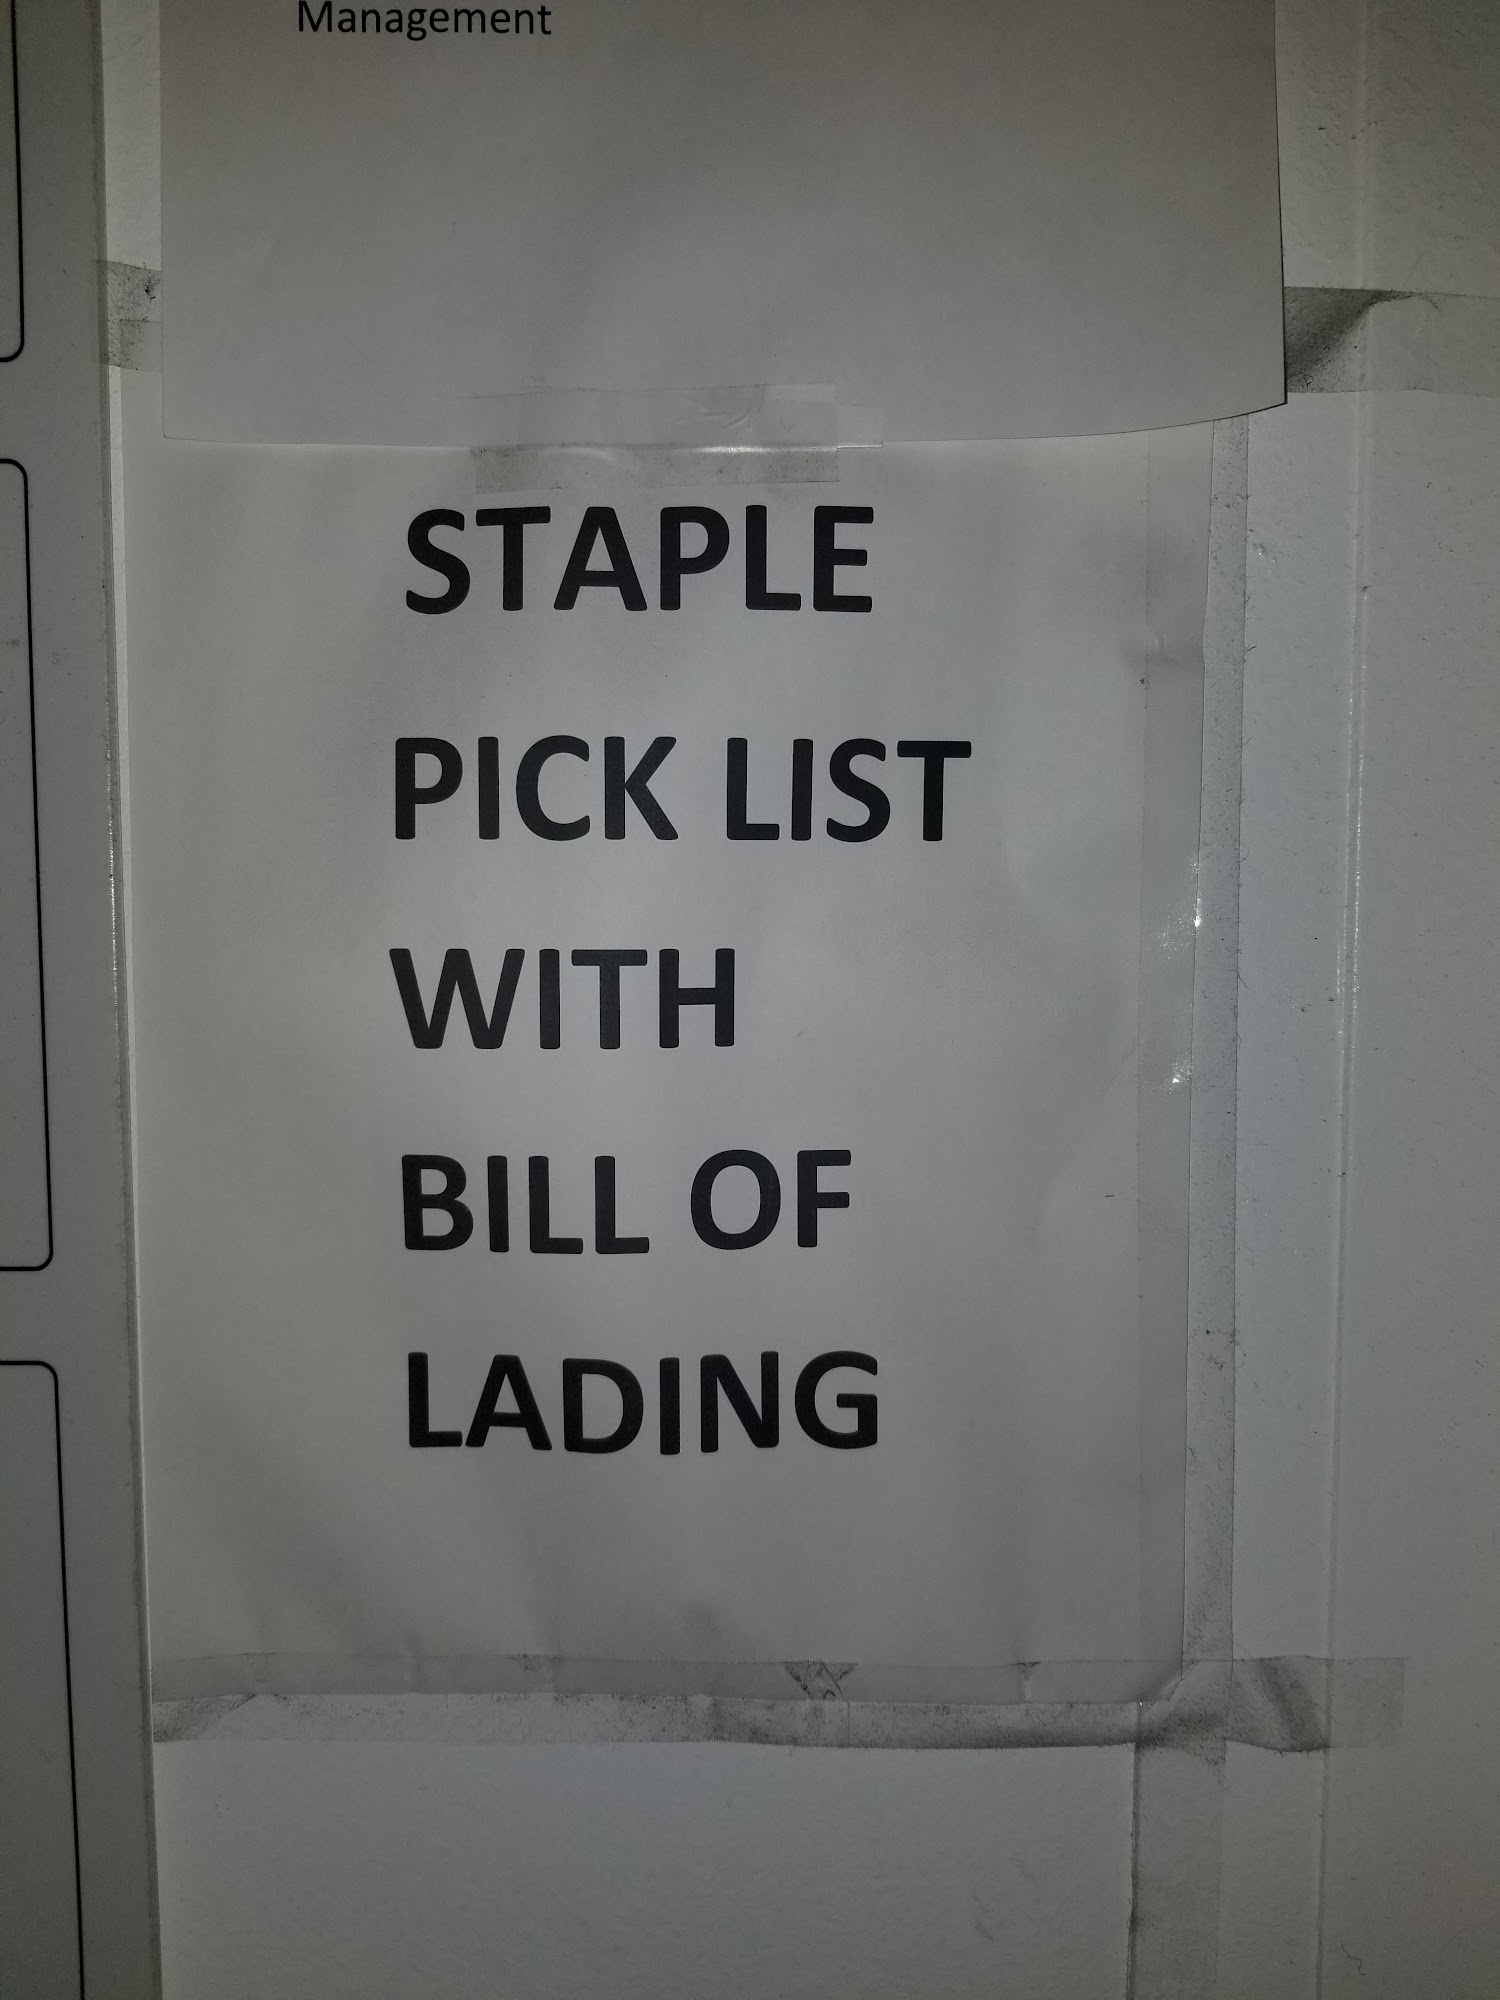 Management
STAPLE
PICK LIST
WITH
BILL OF
LADING